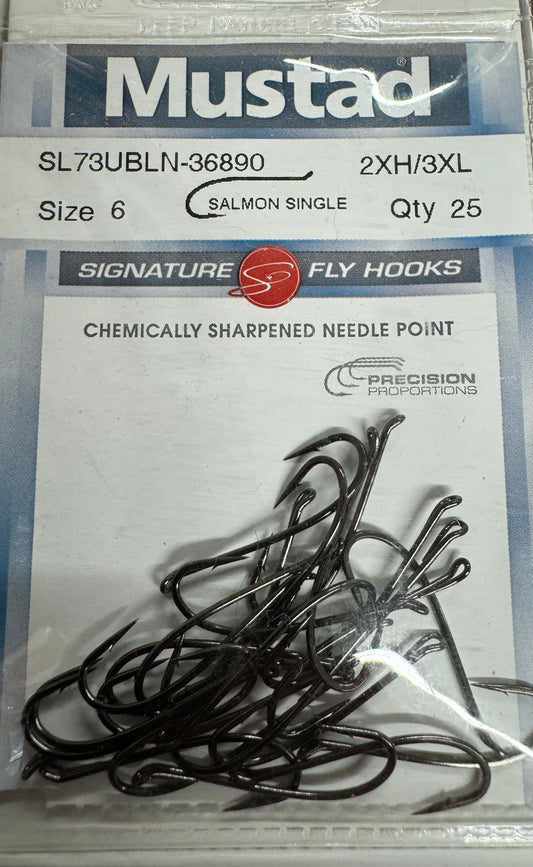 Mustad®
SL73UBLN-36890 2XH/3XL
Size 6 SALMON SINGLE Qty 25
SIGNATURE FLY HOOKS
CHEMICALLY SHARPENED NEEDLE POINT
PRECISION
PROPORTIONS